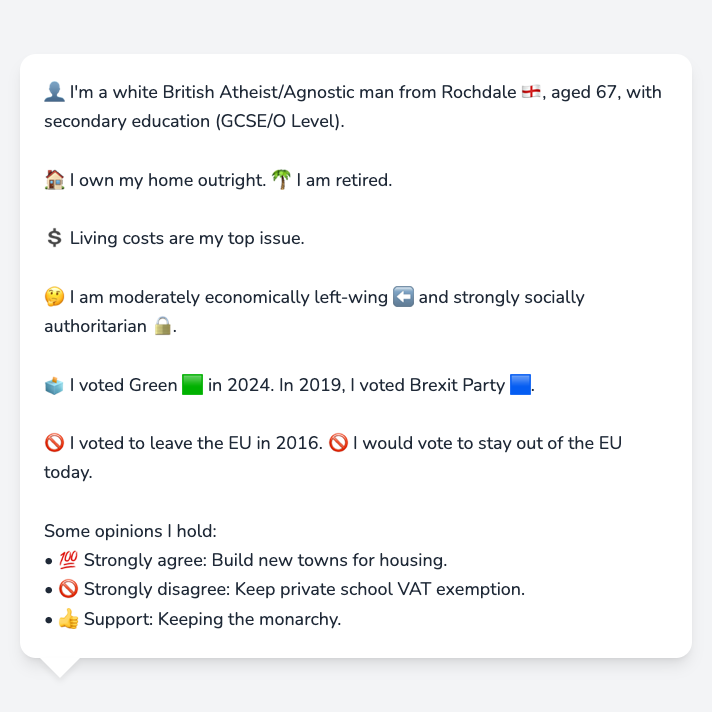 👤 I'm a white British Atheist/Agnostic man from Rochdale 🏴󠁧󠁢󠁥󠁮󠁧󠁿, aged 67, with
secondary education (GCSE/O Level).
🏠 I own my home outright. 🌴 I am retired.
💲 Living costs are my top issue.
🤔 I am moderately economically left-wing ⬅️ and strongly socially
authoritarian 🔒.
🗳️ I voted Green 🟩 in 2024. In 2019, I voted Brexit Party 🟦.
🚫 I voted to leave the EU in 2016. 🚫 I would vote to stay out of the EU
today.
Some opinions I hold:
• 💯 Strongly agree: Build new towns for housing.
• 🚫 Strongly disagree: Keep private school VAT exemption.
• 👍 Support: Keeping the monarchy.